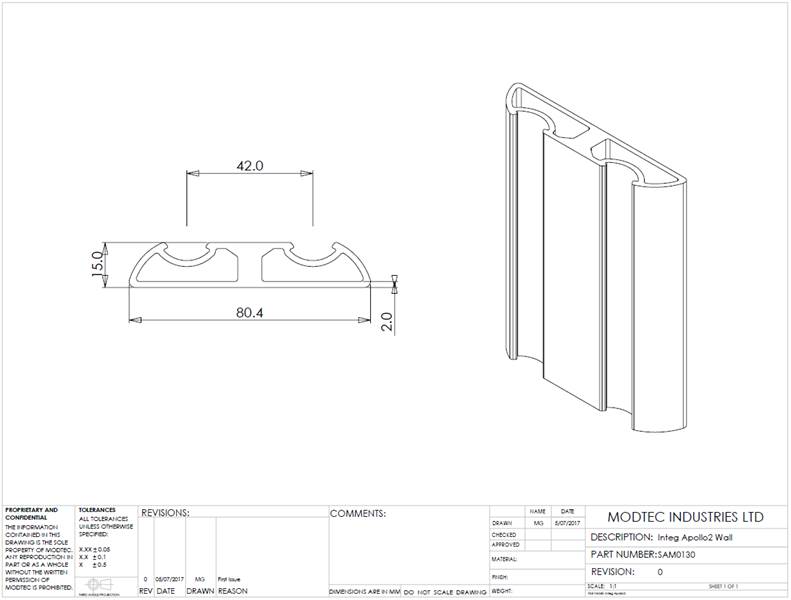 42.0
15.0
80.4
2.0
PROPRIETARY AND
CONFIDENTIAL
THE INFORMATION
CONTAINED IN THIS
DRAWING IS THE SOLE
PROPERTY OF MODTEC.
ANY REPRODUCTION IN
PART OR AS A WHOLE
WITHOUT THE WRITTEN
PERMISSION OF
MODTEC IS PROHIBITED.
TOLERANCES
ALL TOLERANCES
UNLESS OTHERWISE
SPECIFIED:
X.XX ± 0.05
X.X ± 0.1
X ± 0.5
THIRD ANGLE PROJECTION
REVISIONS:
0 05/07/2017 MG First Issue
REV DATE DRAWN REASON
COMMENTS:
DIMENSIONS ARE IN MM DO NOT SCALE DRAWING
NAME DATE
DRAWN MG 5/07/2017
CHECKED
APPROVED
MATERIAL:
FINISH:
WEIGHT:
MODTEC INDUSTRIES LTD
DESCRIPTION: Integ Apollo2 Wall
PART NUMBER:SAM0130
REVISION: 0
SCALE: 1:1 SHEET 1 OF 1